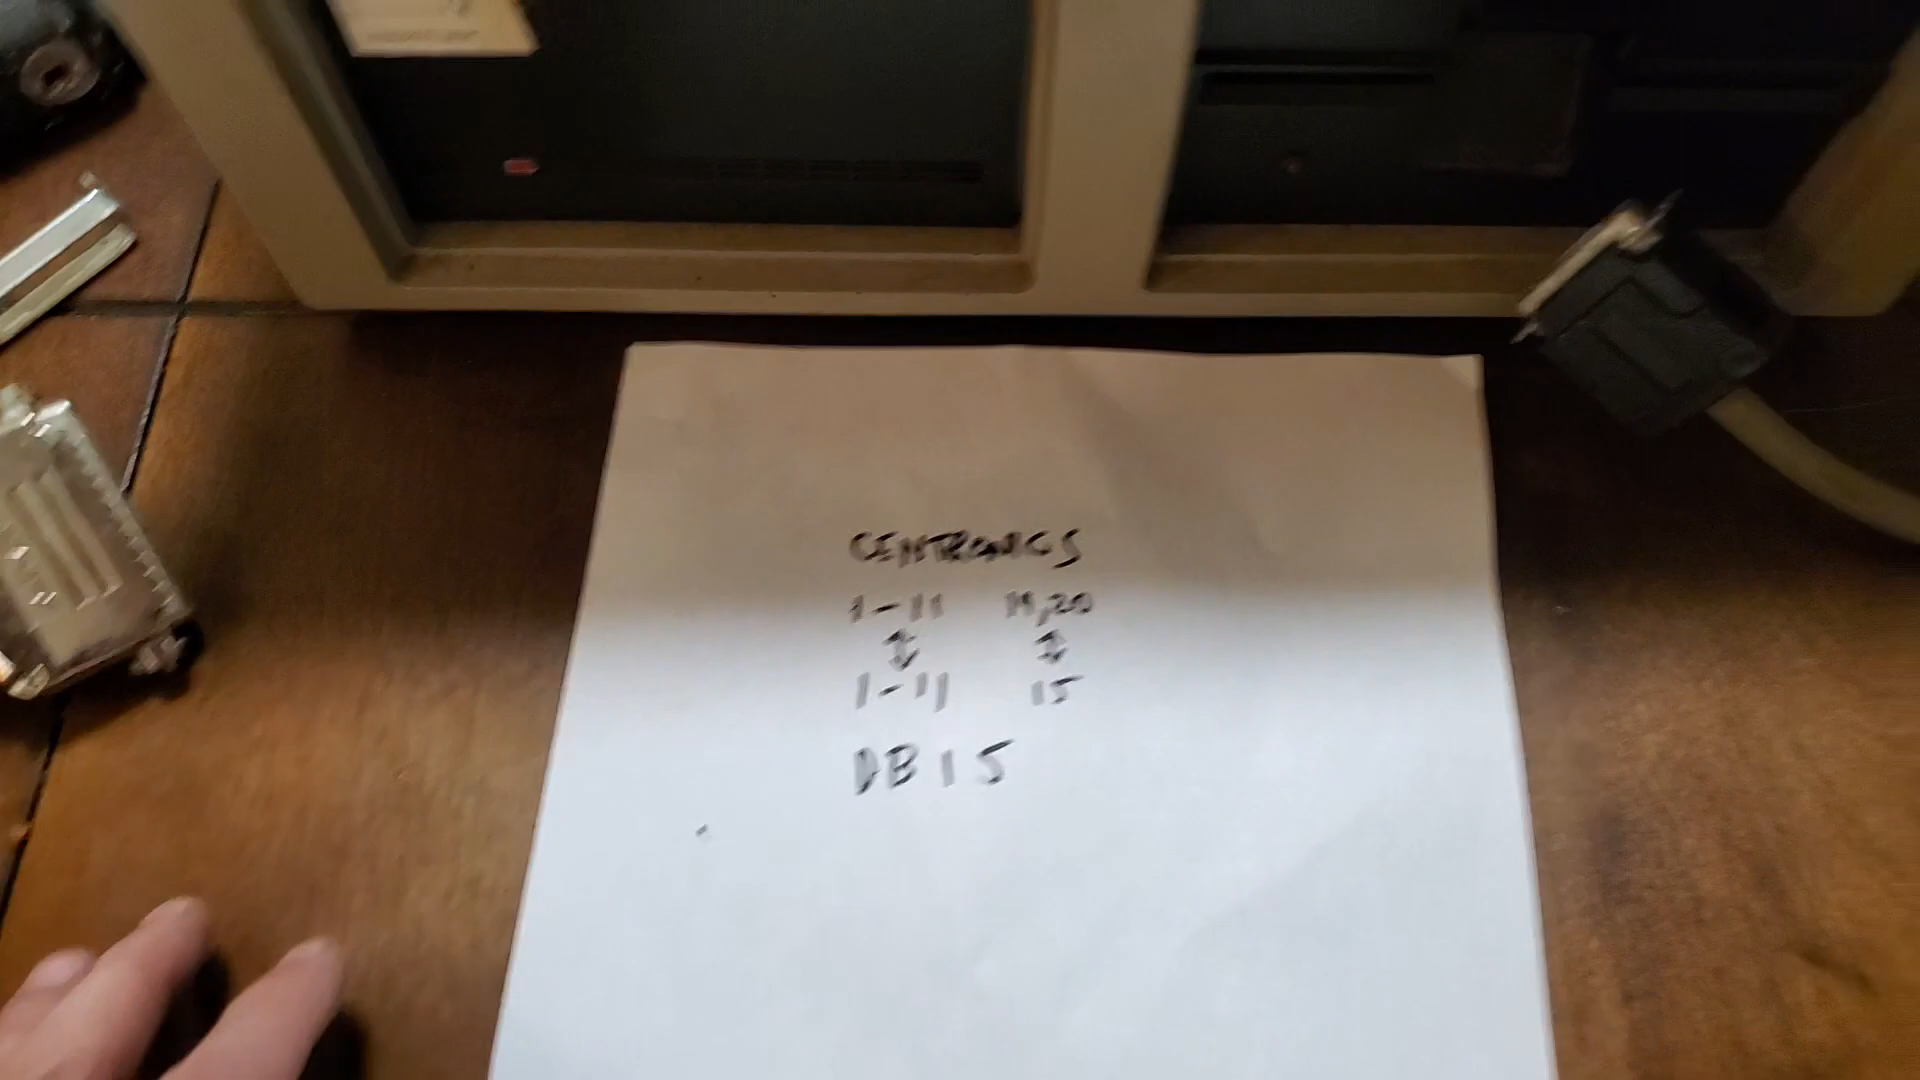 CENTRONICS
1-11 19,20
↕ ↕
1-11 15
DB15